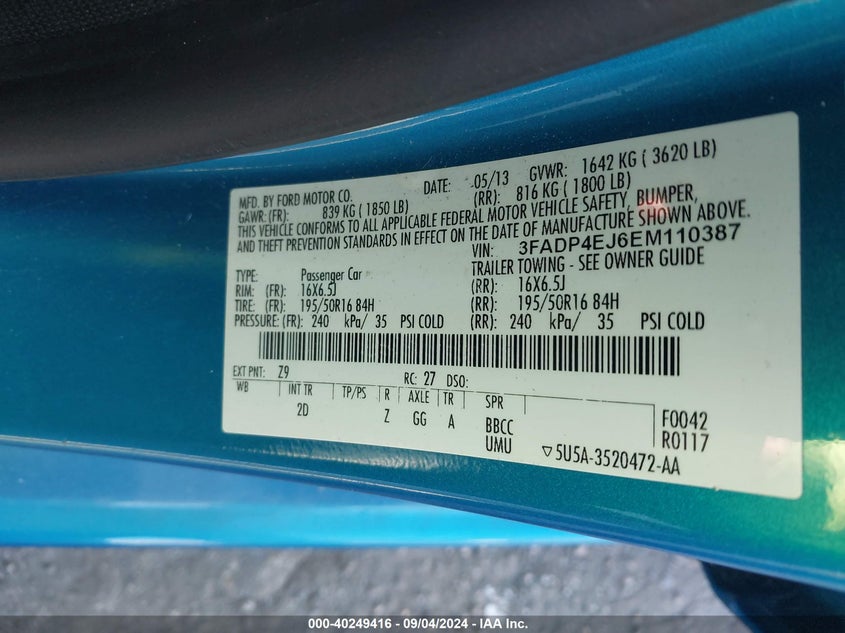 MFD. BY FORD MOTOR CO. DATE: 05/13 GVWR: 1642 KG ( 3620 LB)
GAWR: (FR): 839 KG ( 1850 LB) (RR): 816 KG ( 1800 LB)
THIS VEHICLE CONFORMS TO ALL APPLICABLE FEDERAL MOTOR VEHICLE SAFETY, BUMPER,
AND THEFT PREVENTION STANDARDS IN EFFECT ON THE DATE OF MANUFACTURE SHOWN ABOVE.
VIN: 3FADP4EJ6EM110387
TRAILER TOWING - SEE OWNER GUIDE
TYPE: Passenger Car
RIM: (FR): 16X6.5J (RR): 16X6.5J
TIRE: (FR): 195/50R16 84H (RR): 195/50R16 84H
PRESSURE: (FR): 240 kPa/ 35 PSI COLD (RR): 240 kPa/ 35 PSI COLD
EXT PNT: Z9 RC: 27 DSO:
WB INT TR TP/PS R AXLE TR SPR
2D Z GG A BBCC F0042
UMU R0117
▽5U5A-3520472-AA
000-40249416 - 09/04/2024 - IAA Inc.